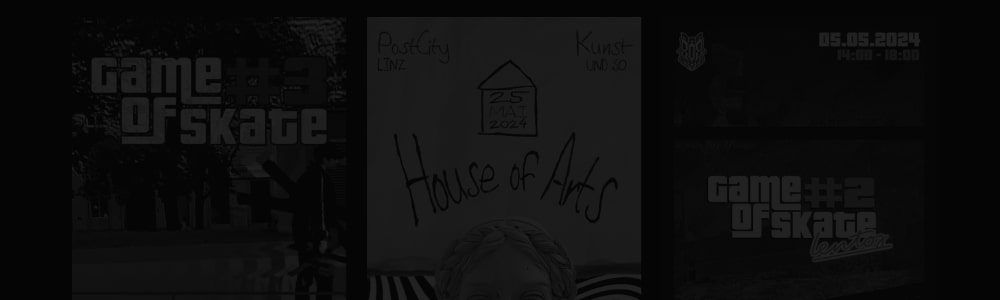 Game #3
of skate
PostCity
LINZ
Kunst
UND SO
25
MAI
2024
House of Arts
05.05.2024
14:00 - 18:00
Game #2
of skate